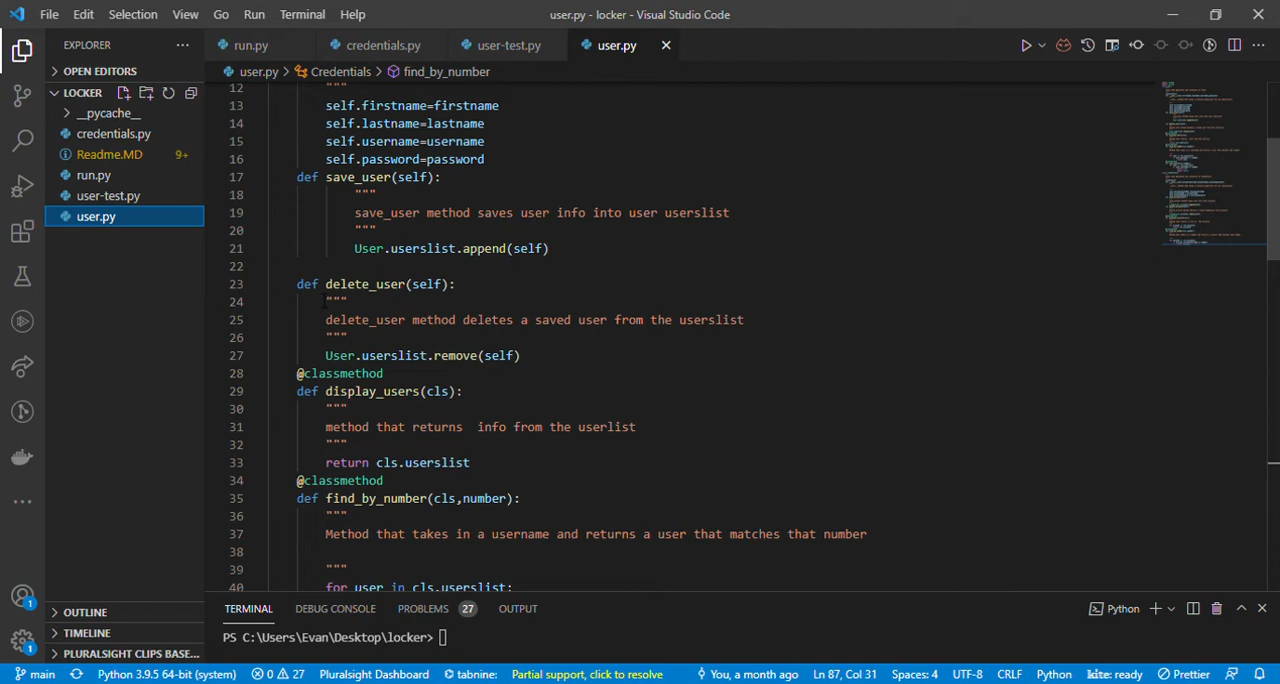 File Edit Selection View Go Run Terminal Help
user.py - locker - Visual Studio Code
EXPLORER
run.py credentials.py user-test.py user.py
OPEN EDITORS
user.py > Credentials > find_by_number
LOCKER
__pycache__
credentials.py
Readme.MD 9+
run.py
user-test.py
user.py
12 """
13 self.firstname=firstname
14 self.lastname=lastname
15 self.username=username
16 self.password=password
17 def save_user(self):
18 """
19 save_user method saves user info into user userslist
20 """
21 User.userslist.append(self)
22
23 def delete_user(self):
24 """
25 delete_user method deletes a saved user from the userslist
26 """
27 User.userslist.remove(self)
28 @classmethod
29 def display_users(cls):
30 """
31 method that returns  info from the userlist
32 """
33 return cls.userslist
34 @classmethod
35 def find_by_number(cls,number):
36 """
37 Method that takes in a username and returns a user that matches that number
38
39 """
40 for user in cls.userslist:
OUTLINE
TIMELINE
PLURALSIGHT CLIPS BASE...
1
1
TERMINAL DEBUG CONSOLE PROBLEMS 27 OUTPUT
Python
PS C:\Users\Evan\Desktop\locker>
main Python 3.9.5 64-bit (system) 0 27 Pluralsight Dashboard tabnine: Partial support, click to resolve You, a month ago Ln 87, Col 31 Spaces: 4 UTF-8 CRLF Python kite: ready Prettier